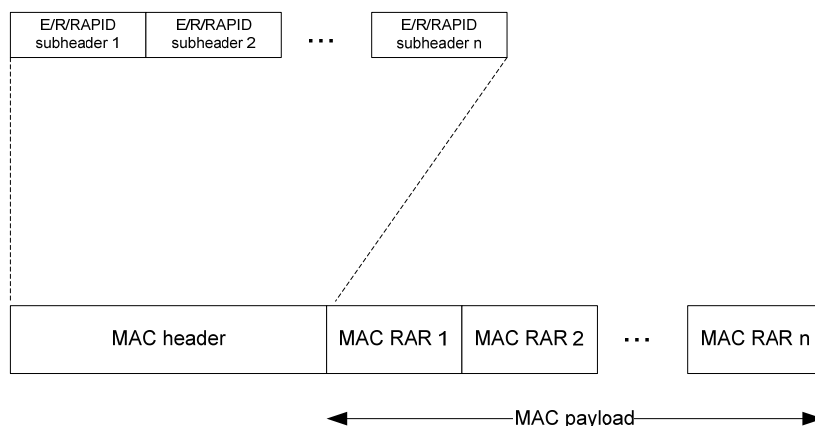 E/R/RAPID
subheader 1
E/R/RAPID
subheader 2
...
E/R/RAPID
subheader n
MAC header
MAC RAR 1
MAC RAR 2
...
MAC RAR n
MAC payload